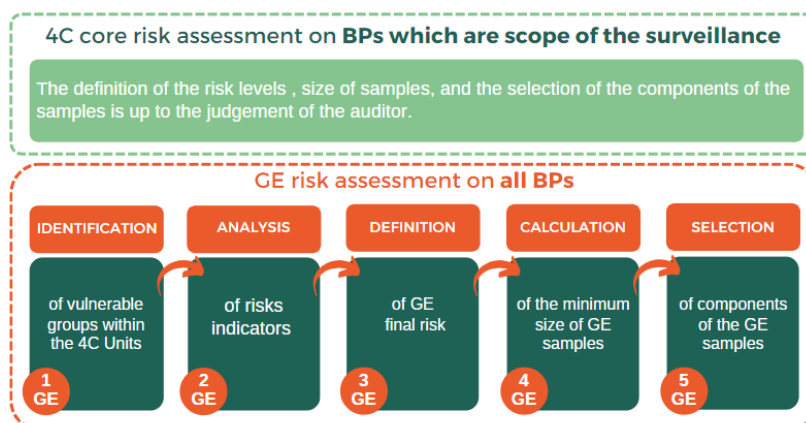 4C core risk assessment on BPs which are scope of the surveillance
The definition of the risk levels , size of samples, and the selection of the components of the
samples is up to the judgement of the auditor.
GE risk assessment on all BPs
IDENTIFICATION
of vulnerable
groups within
the 4C Units
1
GE
ANALYSIS
of risks
indicators
2
GE
DEFINITION
of GE
final risk
3
GE
CALCULATION
of the minimum
size of GE
samples
4
GE
SELECTION
of components
of the GE
samples
5
GE